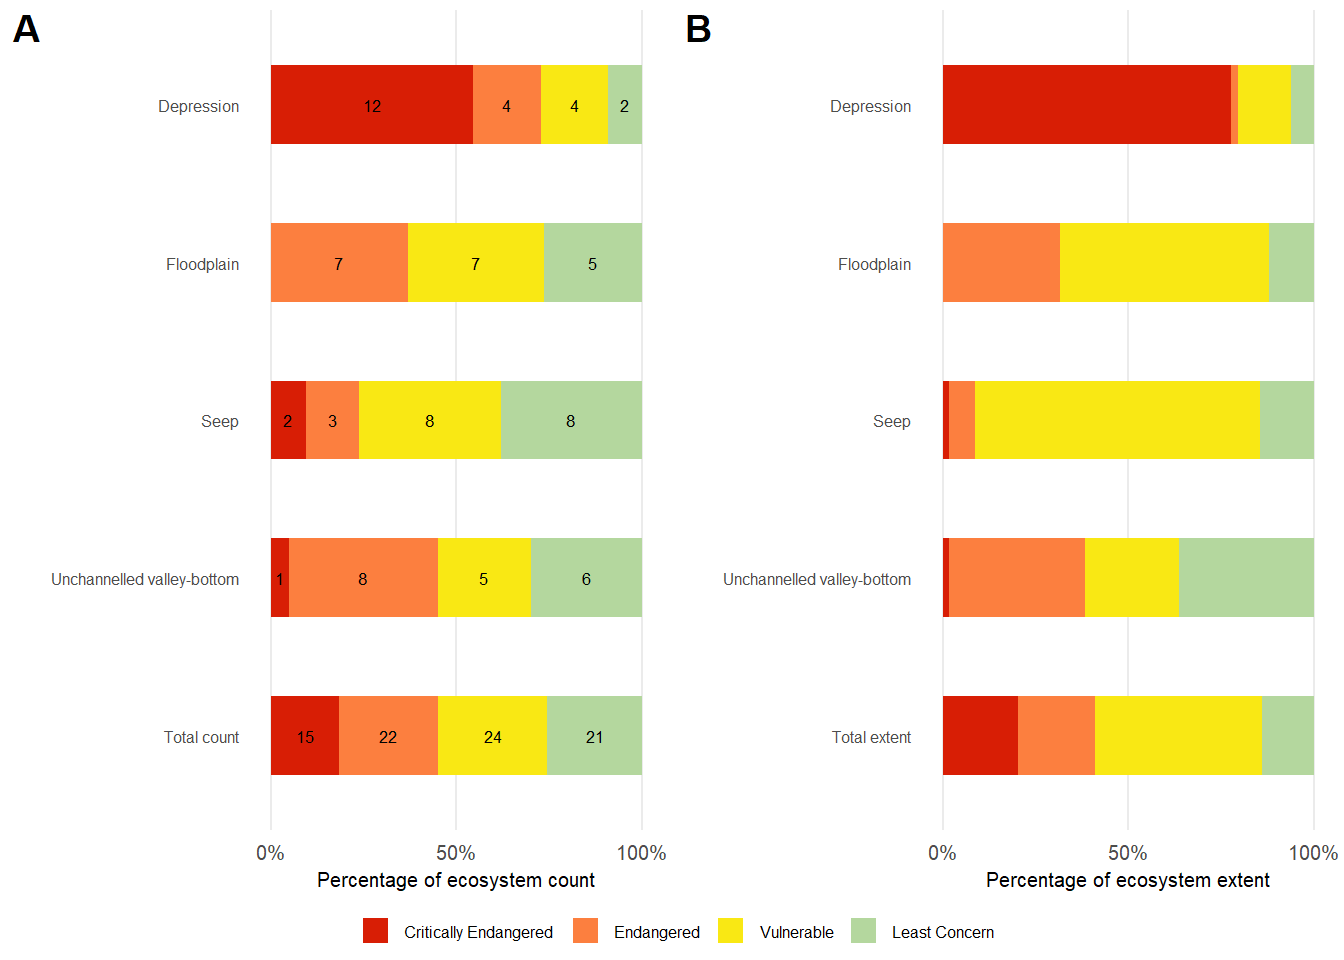 A
Depression
12 4 4 2
Floodplain
7 7 5
Seep
2 3 8 8
Unchannelled valley-bottom
1 8 5 6
Total count
15 22 24 21
0% 50% 100%
Percentage of ecosystem count
B
Depression
Floodplain
Seep
Unchannelled valley-bottom
Total extent
0% 50% 100%
Percentage of ecosystem extent
Critically Endangered Endangered Vulnerable Least Concern